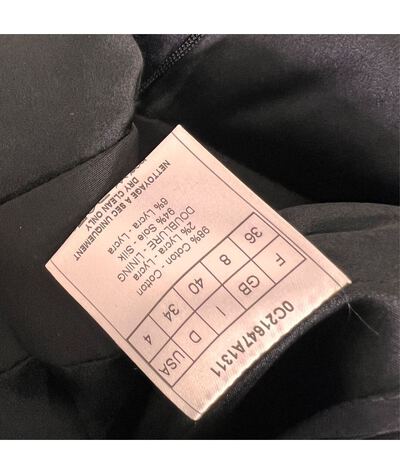 0C21647A1311
F GB I D USA
36 8 40 34 4
98% Coton - Cotton
2% Lycra - Lycra
DOUBLURE - LINING
94% Soie - Silk
6% Lycra - Lycra
NETTOYAGE A SEC UNIQUEMENT
DRY CLEAN ONLY